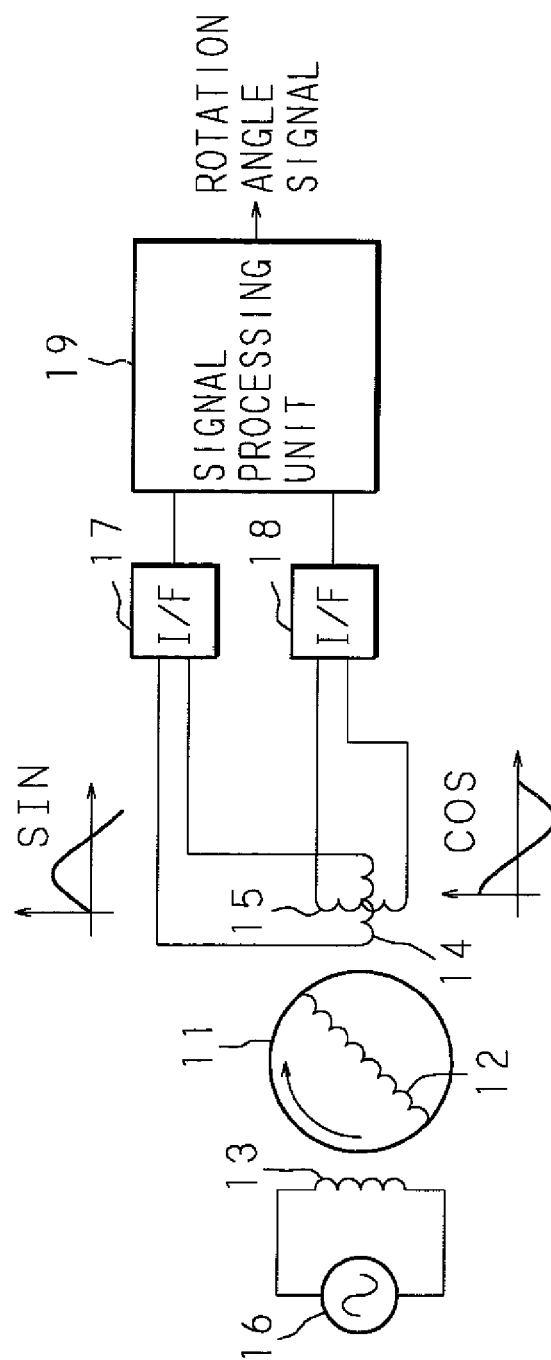 SIN
17
19
I/F
SIGNAL
PROCESSING
UNIT
ROTATION
ANGLE
SIGNAL
11
13
15
18
I/F
16
12
14
COS